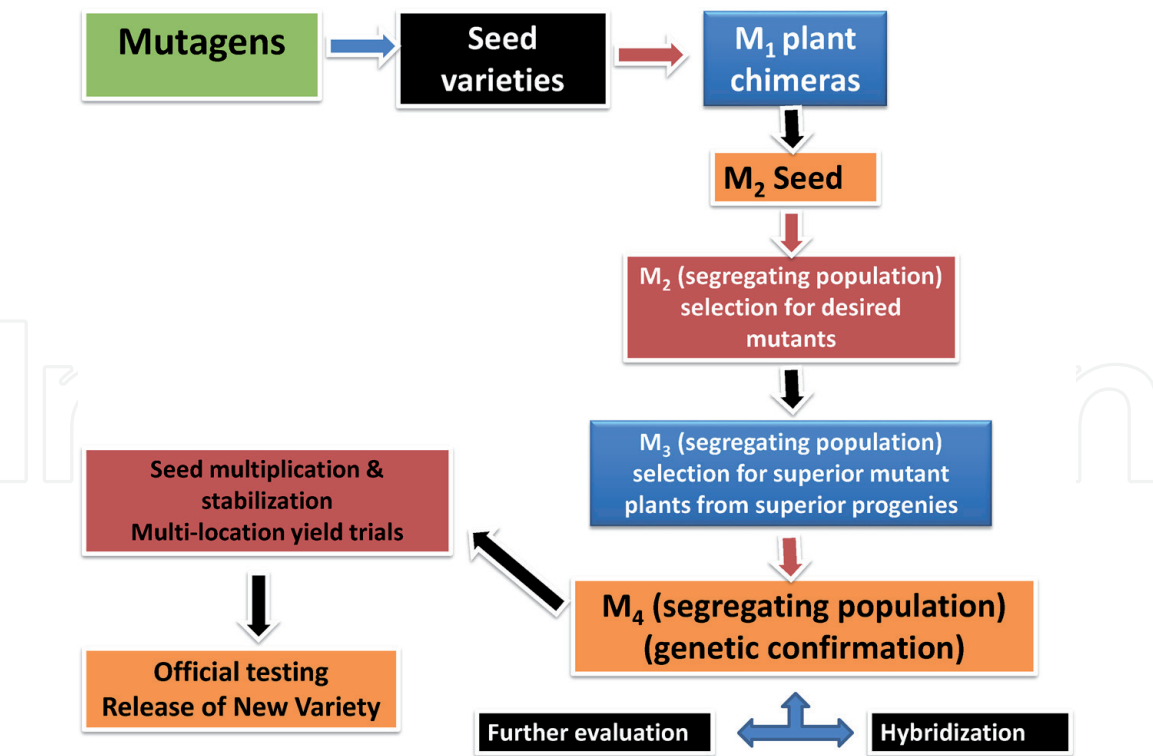 Mutagens
Seed
varieties
M₁ plant
chimeras
M₂ Seed
M₂ (segregating population)
selection for desired
mutants
M₃ (segregating population)
selection for superior mutant
plants from superior progenies
M₄ (segregating population)
(genetic confirmation)
Seed multiplication &
stabilization
Multi-location yield trials
Official testing
Release of New Variety
Further evaluation
Hybridization